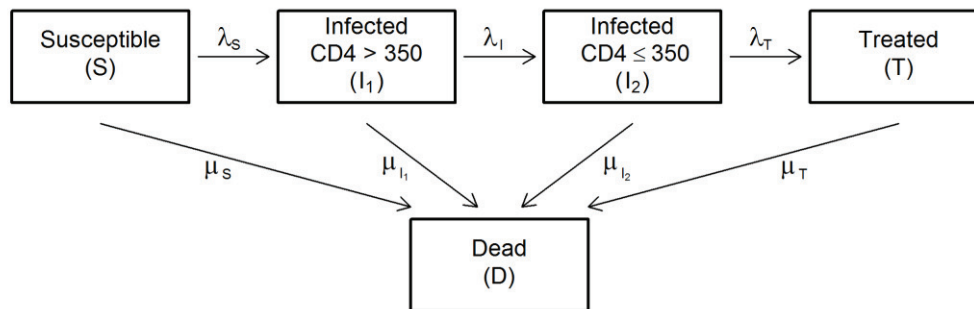 Susceptible
(S)
λS
Infected
CD4 > 350
(I1)
λI
Infected
CD4 ≤ 350
(I2)
λT
Treated
(T)
μS
μI1
μI2
μT
Dead
(D)